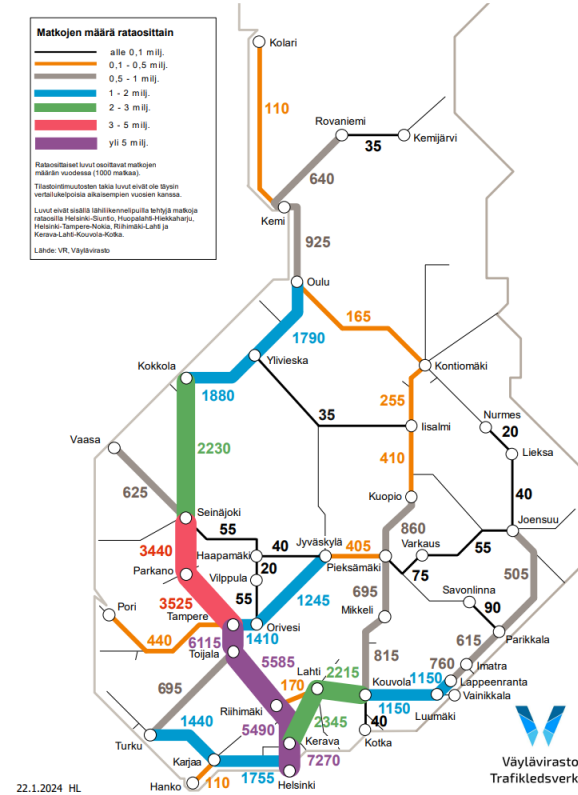 Matkojen määrä rataosittain
alle 0,1 milj.
0,1 - 0,5 milj.
0,5 - 1 milj.
1 - 2 milj.
2 - 3 milj.
3 - 5 milj.
yli 5 milj.
Rataosittaiset luvut osoittavat matkojen
määrän vuodessa (1000 matkaa).
Tilastointimuutosten takia luvut eivät ole täysin
vertailukelpoisia aikaisempien vuosien kanssa.
Luvut eivät sisällä lähiliikennelipuilla tehtyjä matkoja
rataosilla Helsinki-Siuntio, Huopalahti-Hiekkaharju,
Helsinki-Tampere-Nokia, Riihimäki-Lahti ja
Kerava-Lahti-Kouvola-Kotka.
Lähde: VR, Väylävirasto
Kolari
110
Rovaniemi
Kemijärvi
35
640
Kemi
925
Oulu
165
1790
Kokkola
Ylivieska
Kontiomäki
1880
255
Nurmes
35
Iisalmi
20
Vaasa
2230
Lieksa
410
40
625
Kuopio
Seinäjoki
860
Joensuu
55
Jyväskylä
Varkaus
55
3440
Haapamäki
40
405
Parkano
Pieksämäki
75
505
Vilppula
20
Savonlinna
3525
55
1245
695
90
Pori
Tampere
Mikkeli
440
1410
Orivesi
Parikkala
6115
615
Toijala
5585
2215
815
760
Imatra
Lahti
695
170
Kouvola
1150
Lappeenranta
Vainikkala
Riihimäki
1150
Luumäki
1440
5490
2345
40
Turku
Kerava
Kotka
Karjaa
7270
1755
Hanko
110
Helsinki
Väylävirasto
Trafikledsverk
22.1.2024 HL